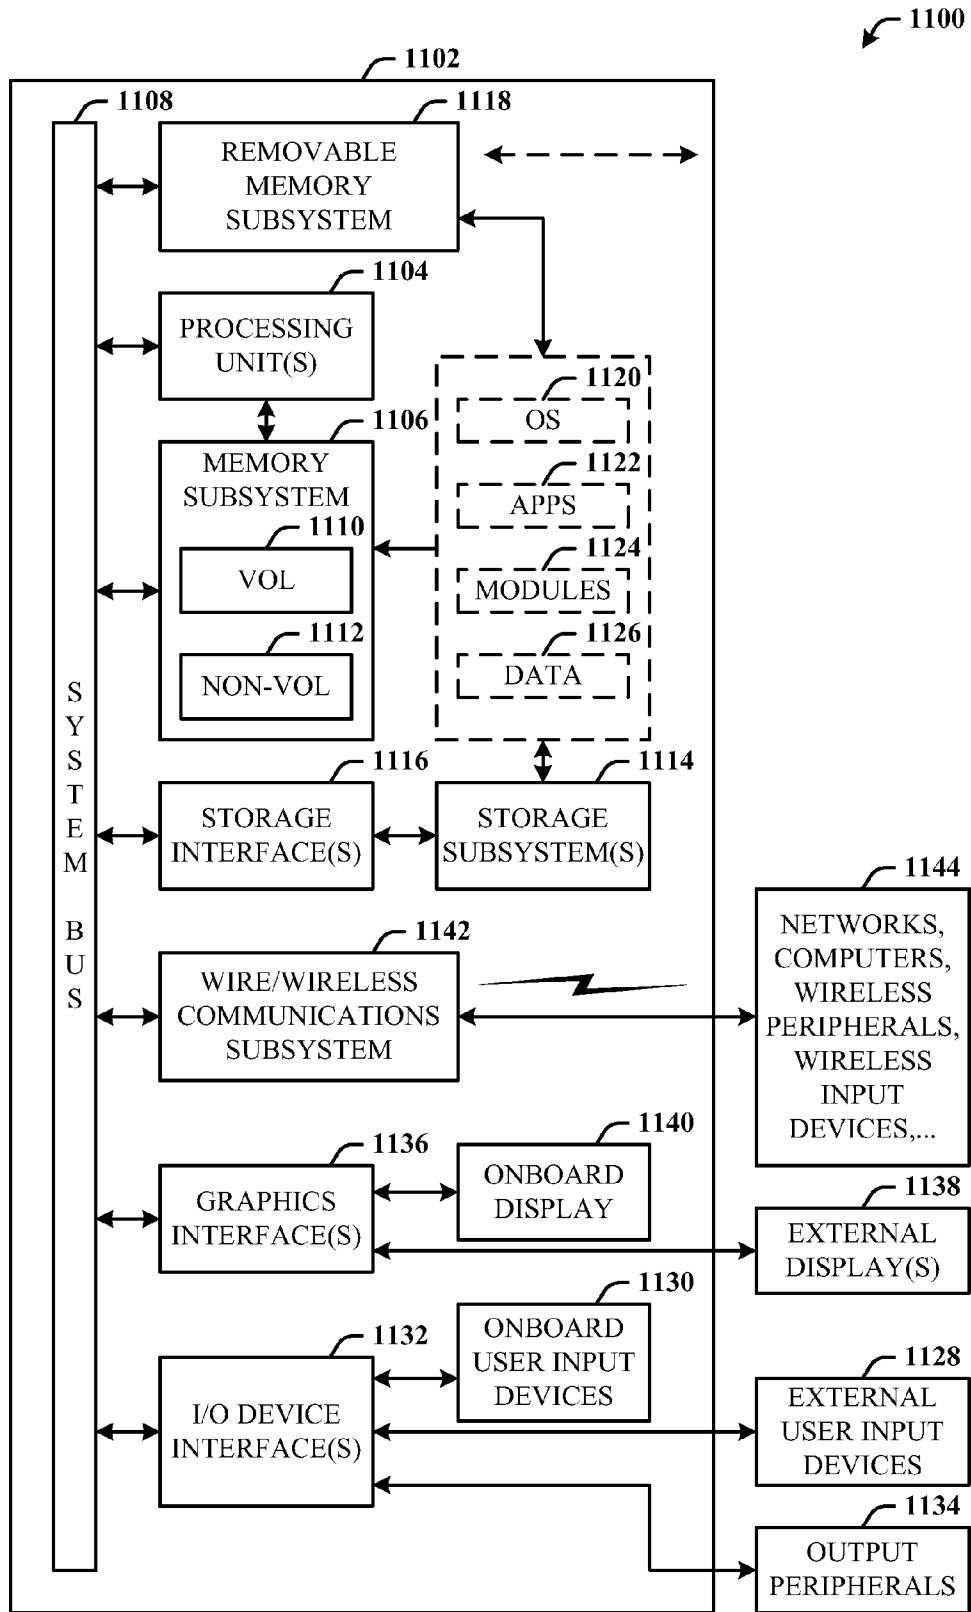 1100
1102
1108
1118
REMOVABLE
MEMORY
SUBSYSTEM
1104
PROCESSING
UNIT(S)
1106
MEMORY
SUBSYSTEM
1110
VOL
1112
NON-VOL
1120
OS
1122
APPS
1124
MODULES
1126
DATA
SYSTEM BUS
1116
STORAGE
INTERFACE(S)
1114
STORAGE
SUBSYSTEM(S)
1142
WIRE/WIRELESS
COMMUNICATIONS
SUBSYSTEM
1144
NETWORKS,
COMPUTERS,
WIRELESS
PERIPHERALS,
WIRELESS
INPUT
DEVICES,...
1136
GRAPHICS
INTERFACE(S)
1140
ONBOARD
DISPLAY
1138
EXTERNAL
DISPLAY(S)
1132
I/O DEVICE
INTERFACE(S)
1130
ONBOARD
USER INPUT
DEVICES
1128
EXTERNAL
USER INPUT
DEVICES
1134
OUTPUT
PERIPHERALS